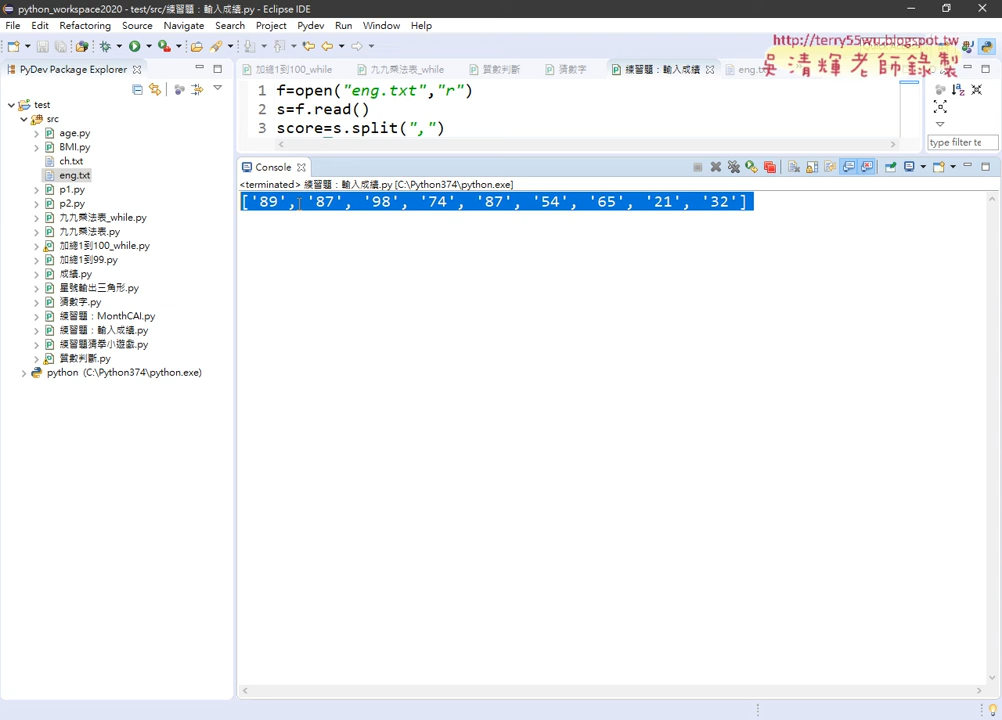 python_workspace2020 - test/src/練習題：輸入成績.py - Eclipse IDE
File Edit Refactoring Source Navigate Search Project Pydev Run Window Help
http://terry55wu.blogspot.tw
吳清輝老師錄製
PyDev Package Explorer
加總1到100_while
九九乘法表_while
質數判斷
猜數字
練習題：輸入成績
eng.t
test
src
age.py
BMI.py
ch.txt
eng.txt
p1.py
p2.py
九九乘法表_while.py
九九乘法表.py
加總1到100_while.py
加總1到99.py
成績.py
星號輸出三角形.py
猜數字.py
練習題：MonthCAI.py
練習題：輸入成績.py
練習題猜拳小遊戲.py
質數判斷.py
python (C:\Python374\python.exe)
1 f=open("eng.txt","r")
2 s=f.read()
3 score=s.split(",")
type filter te
Console
<terminated> 練習題：輸入成績.py [C:\Python374\python.exe]
['89', '87', '98', '74', '87', '54', '65', '21', '32']